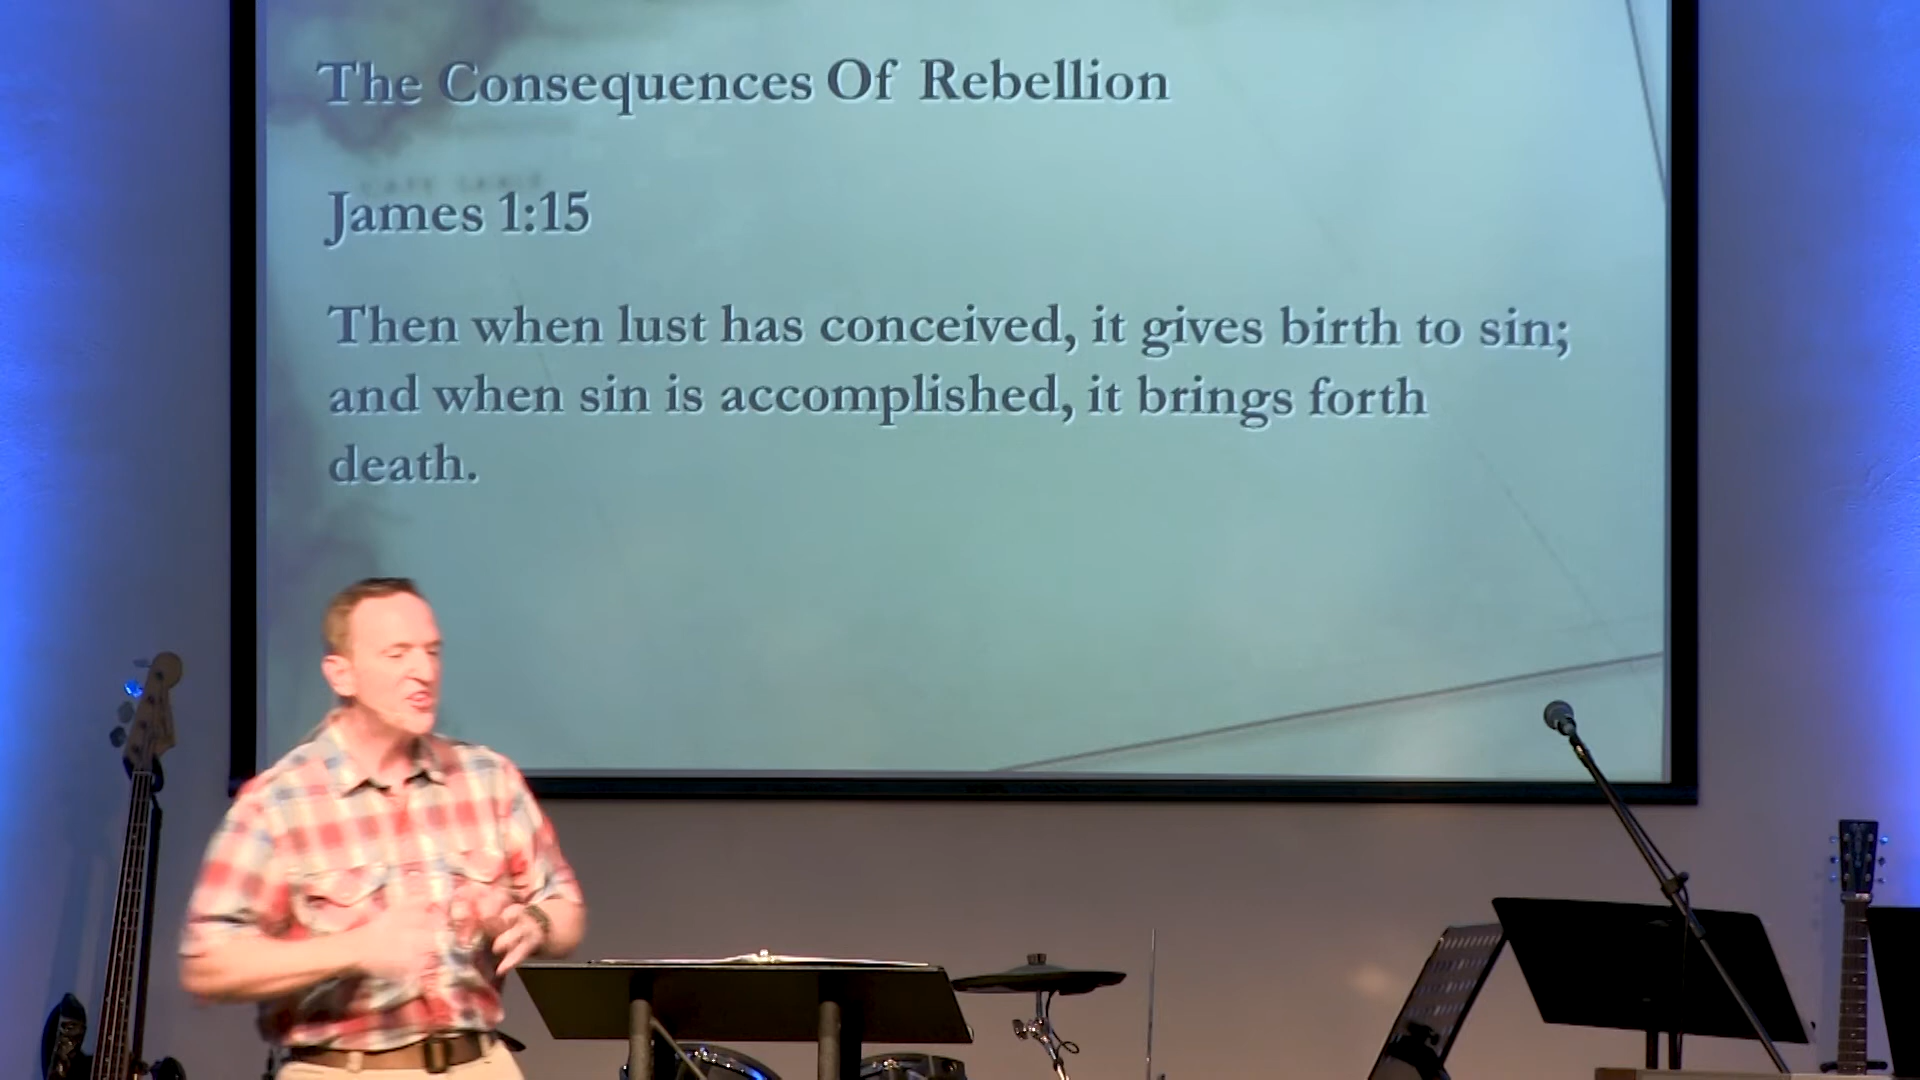 The Consequences Of Rebellion
James 1:15
Then when lust has conceived, it gives birth to sin;
and when sin is accomplished, it brings forth
death.